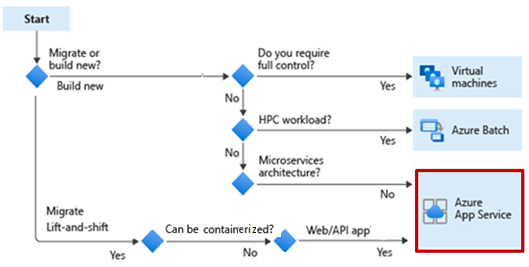 Start
Migrate or
build new?
Build new
Do you require
full control?
Yes
Virtual
machines
No
HPC workload?
Yes
Azure Batch
No
Microservices
architecture?
No
Azure
App Service
Migrate
Lift-and-shift
Yes
Can be containerized?
No
Web/API app
Yes